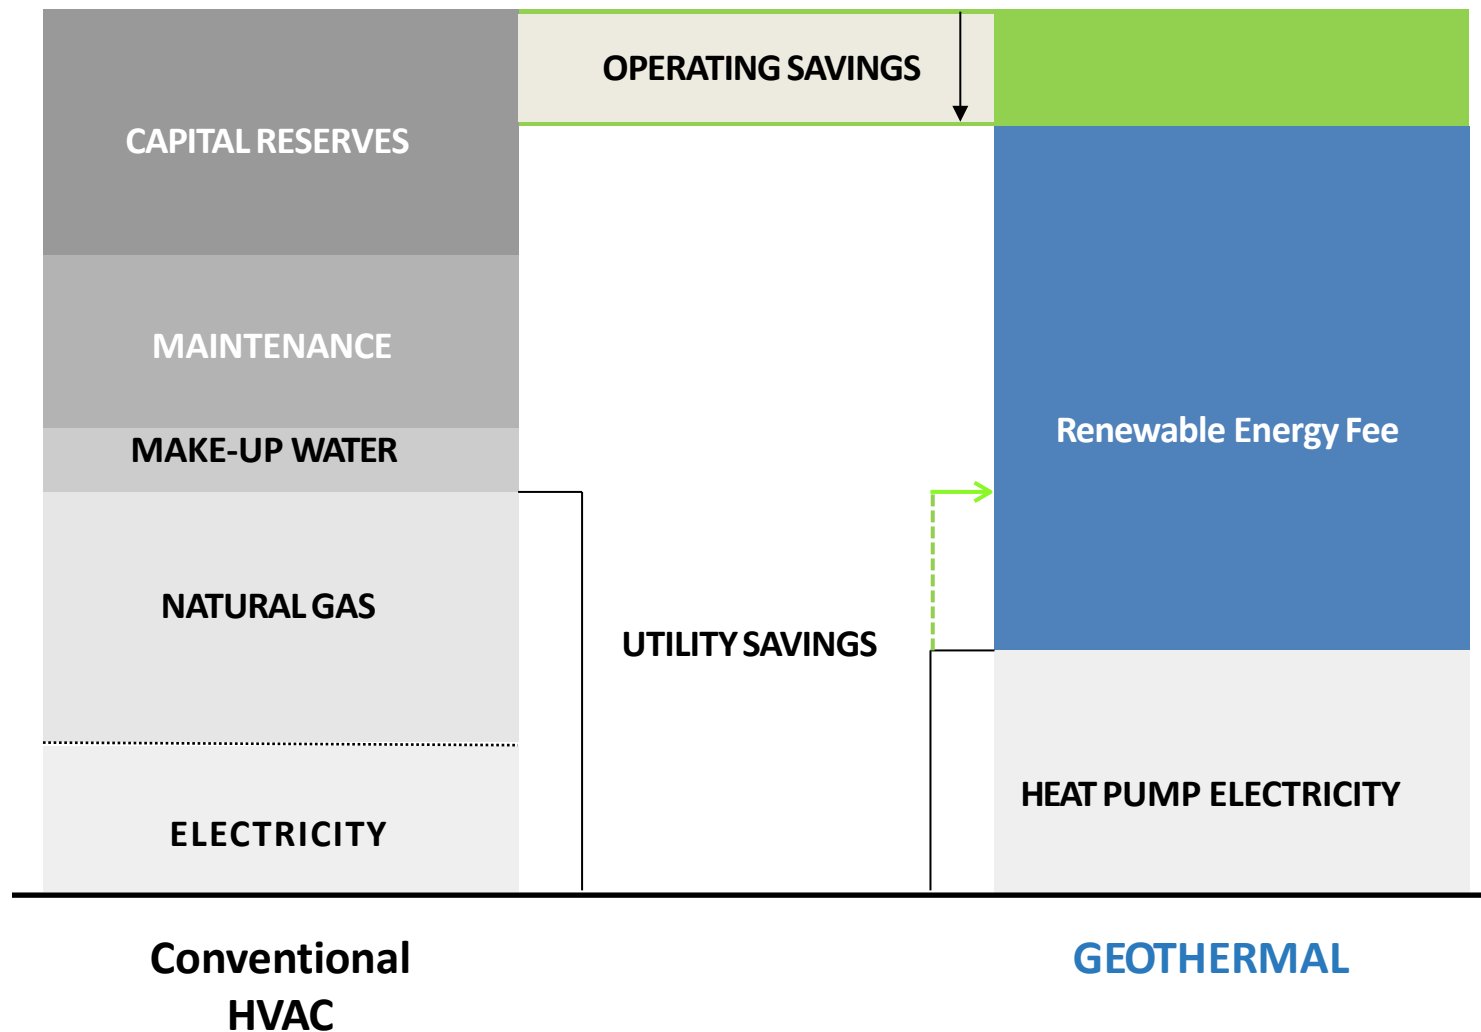 OPERATING SAVINGS
CAPITAL RESERVES
MAINTENANCE
MAKE-UP WATER
Renewable Energy Fee
NATURAL GAS
UTILITY SAVINGS
HEAT PUMP ELECTRICITY
ELECTRICITY
Conventional
HVAC
GEOTHERMAL